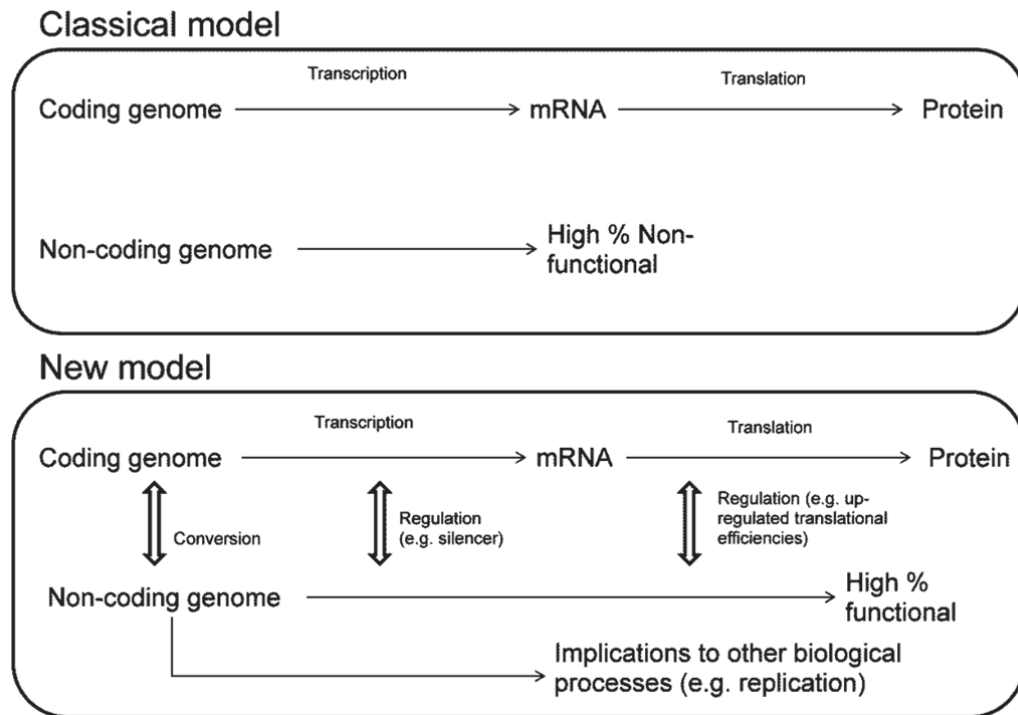 Classical model
Transcription
Translation
Coding genome
mRNA
Protein
Non-coding genome
High % Non-
functional
New model
Transcription
Translation
Coding genome
mRNA
Protein
Conversion
Regulation
(e.g. silencer)
Regulation (e.g. up-
regulated translational
efficiencies)
Non-coding genome
High %
functional
Implications to other biological
processes (e.g. replication)